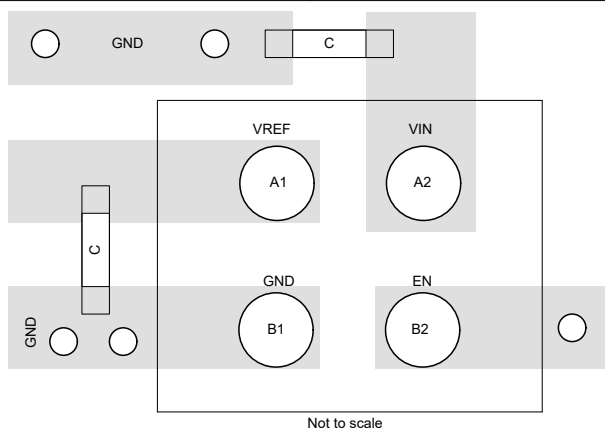 GND
C
VREF
VIN
A1
A2
C
GND
EN
GND
B1
B2
Not to scale